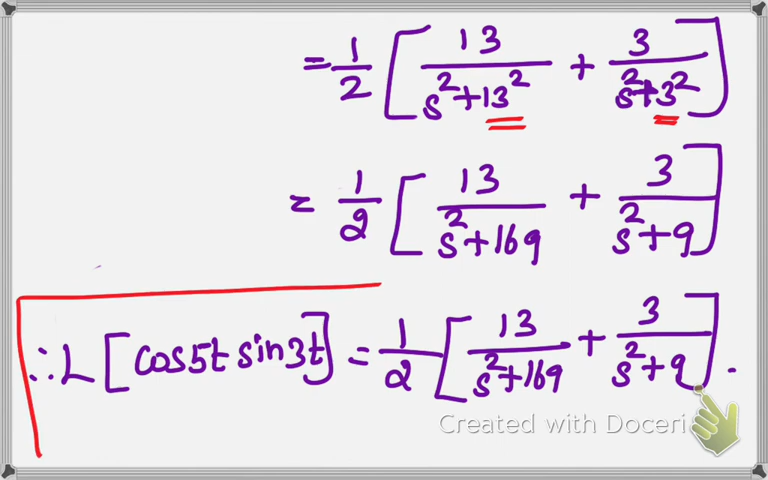 = 1/2 [ 13/(s²+13²) + 3/(s²+3²) ]
= 1/2 [ 13/(s²+169) + 3/(s²+9) ]
∴ L [cos5t sin3t] = 1/2 [ 13/(s²+169) + 3/(s²+9) ].
Created with Doceri